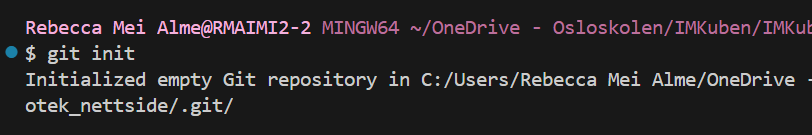 Rebecca Mei Alme@RMAIMI2-2 MINGW64 ~/OneDrive - Osloskolen/IMKuben/IMKub
$ git init
Initialized empty Git repository in C:/Users/Rebecca Mei Alme/OneDrive -
otek_nettside/.git/